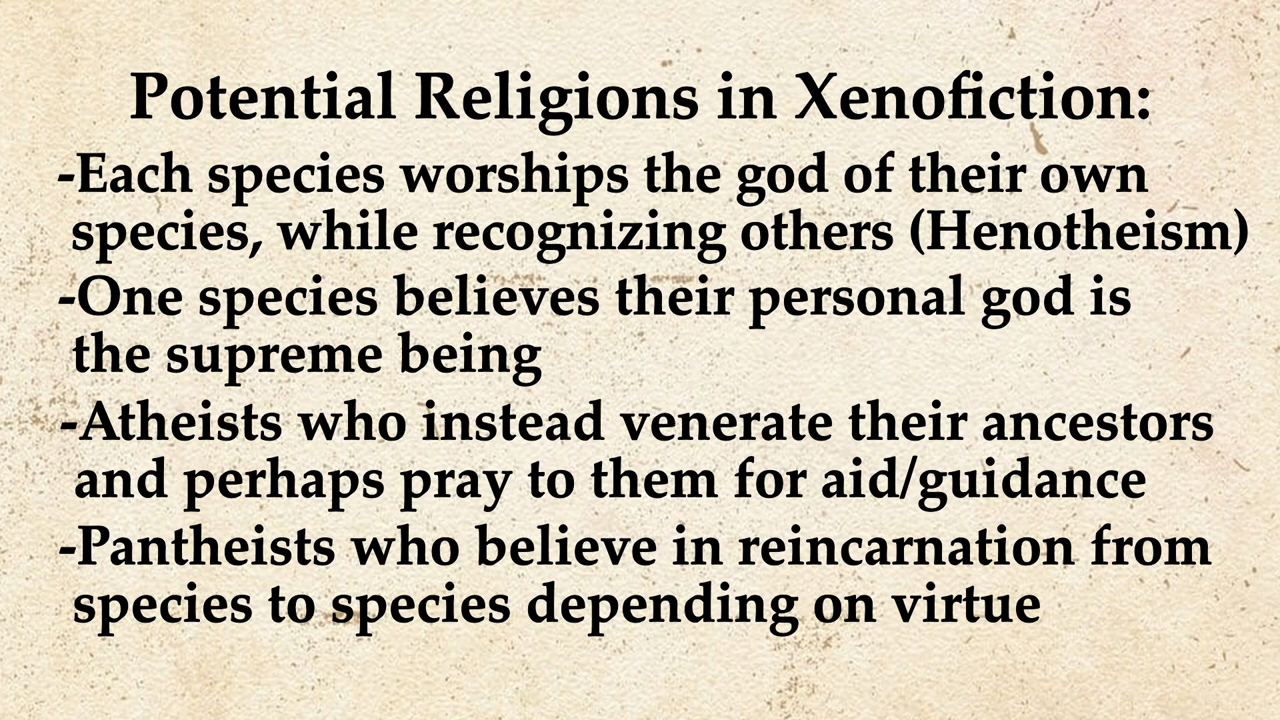 Potential Religions in Xenofiction:
-Each species worships the god of their own
species, while recognizing others (Henotheism)
-One species believes their personal god is
the supreme being
-Atheists who instead venerate their ancestors
and perhaps pray to them for aid/guidance
-Pantheists who believe in reincarnation from
species to species depending on virtue